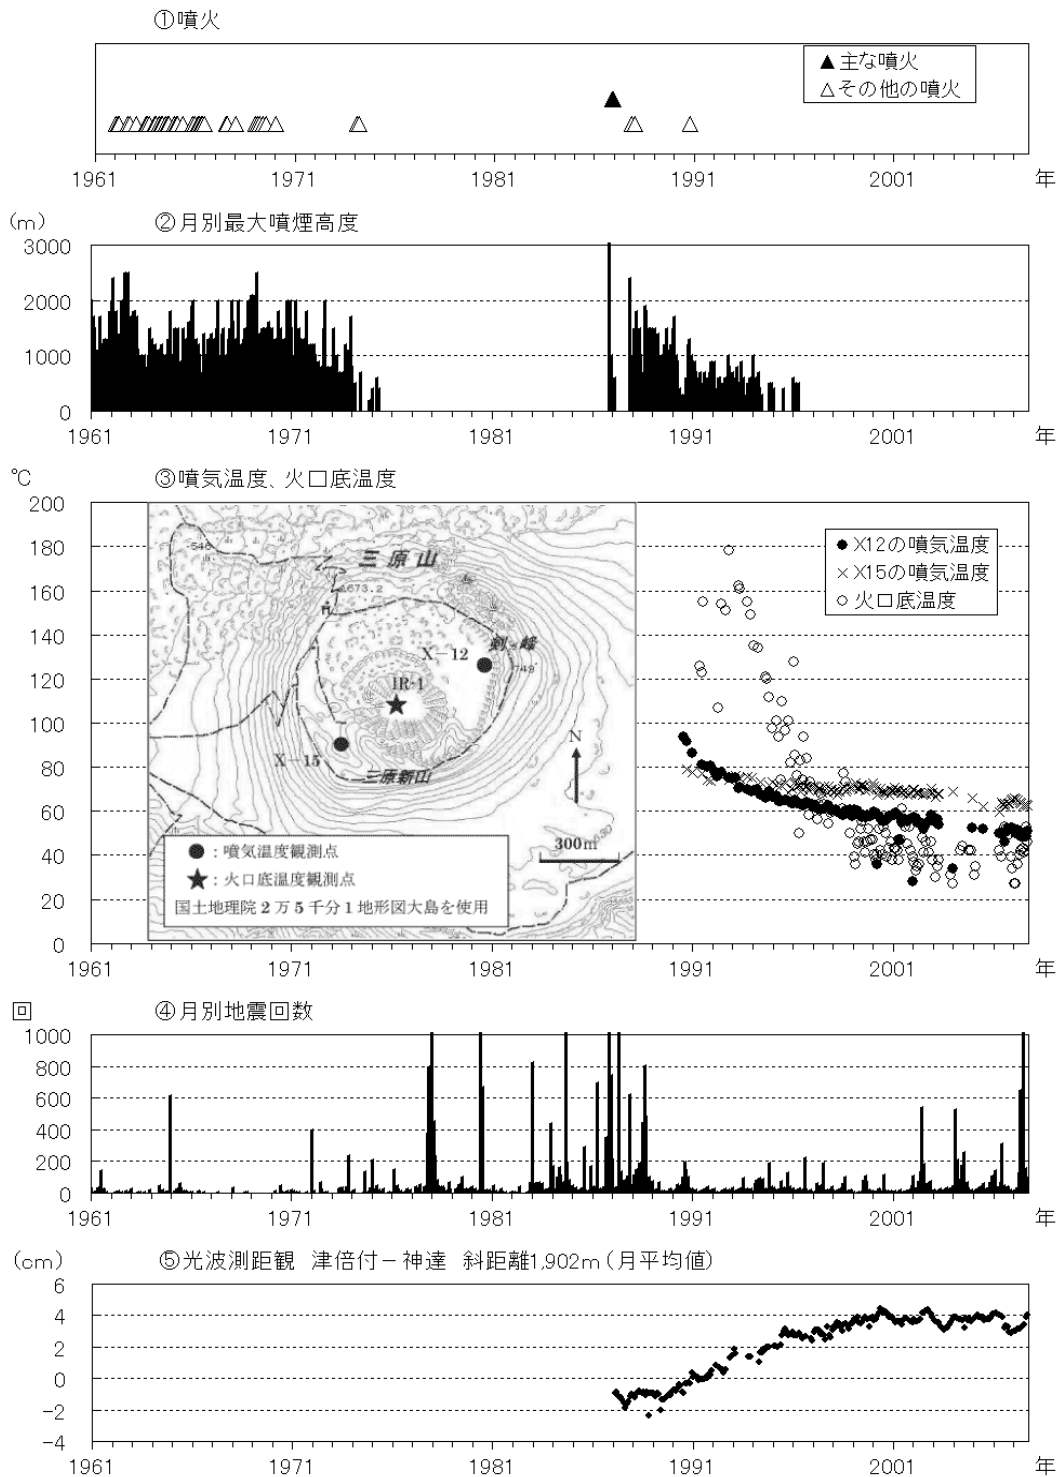 ①噴火
▲主な噴火
△その他の噴火
1961 1971 1981 1991 2001 年
(m) ②月別最大噴煙高度
3000
2000
1000
0
1961 1971 1981 1991 2001 年
℃ ③噴気温度、火口底温度
200
180
160
140
120
100
80
60
40
20
0
●X12の噴気温度
×X15の噴気温度
○火口底温度
三原山
546
673.2
剣ヶ峰
749
X-12
IR-1
X-15
三原新山
N
300m
●：噴気温度観測点
★：火口底温度観測点
国土地理院2万5千分1地形図大島を使用
1961 1971 1981 1991 2001 年
回 ④月別地震回数
1000
800
600
400
200
0
1961 1971 1981 1991 2001 年
(cm) ⑤光波測距観 津倍付－神達 斜距離1,902m（月平均値）
6
4
2
0
-2
-4
1961 1971 1981 1991 2001 年